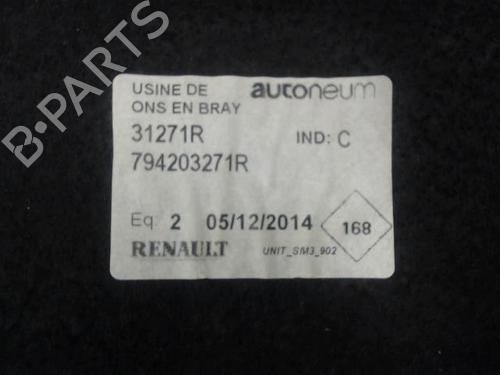 B-PARTS
USINE DE
ONS EN BRAY
autoneum
31271R
IND: C
794203271R
Eq 2 05/12/2014
168
RENAULT
UNIT_SM3_902